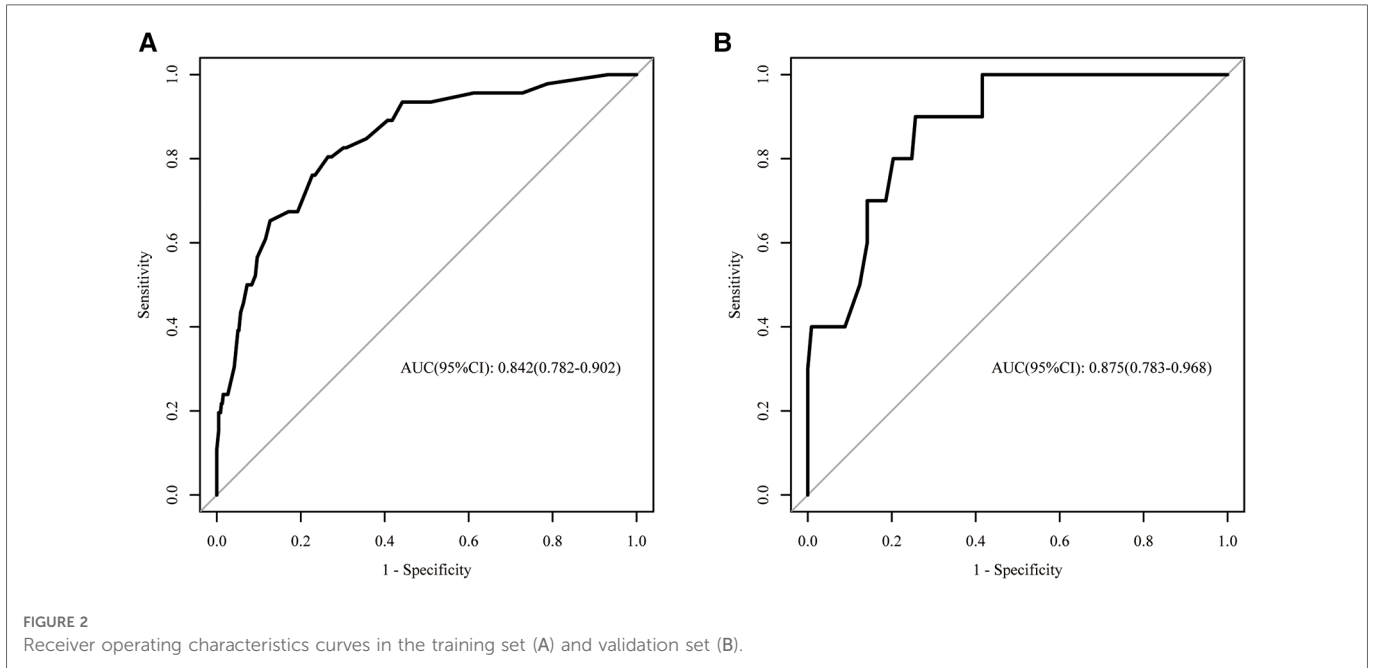 A
1.0
0.8
0.6
0.4
0.2
0.0
Sensitivity
AUC(95%CI): 0.842(0.782-0.902)
0.0 0.2 0.4 0.6 0.8 1.0
1 - Specificity
B
1.0
0.8
0.6
0.4
0.2
0.0
Sensitivity
AUC(95%CI): 0.875(0.783-0.968)
0.0 0.2 0.4 0.6 0.8 1.0
1 - Specificity
FIGURE 2
Receiver operating characteristics curves in the training set (A) and validation set (B).